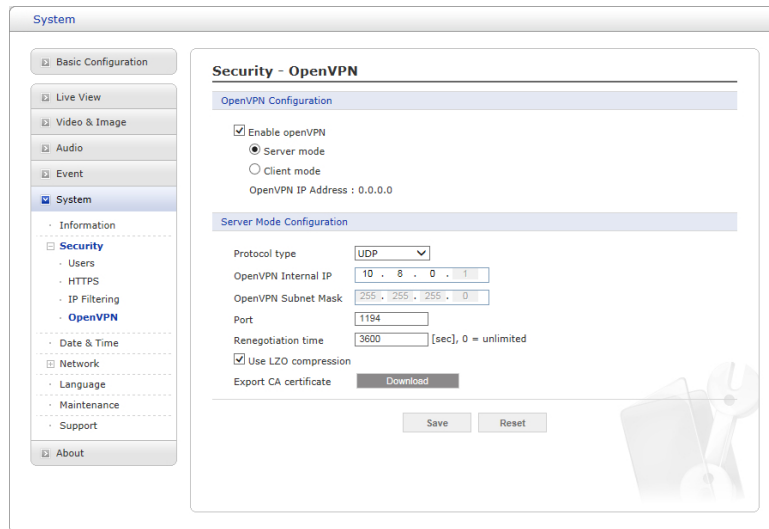 System
Basic Configuration
Live View
Video & Image
Audio
Event
System
Information
Security
Users
HTTPS
IP Filtering
OpenVPN
Date & Time
Network
Language
Maintenance
Support
About
Security - OpenVPN
OpenVPN Configuration
Enable openVPN
Server mode
Client mode
OpenVPN IP Address : 0.0.0.0
Server Mode Configuration
Protocol type UDP
OpenVPN Internal IP 10 . 8 . 0 . 1
OpenVPN Subnet Mask 255 . 255 . 255 . 0
Port 1194
Renegotiation time 3600 [sec], 0 = unlimited
Use LZO compression
Export CA certificate Download
Save Reset